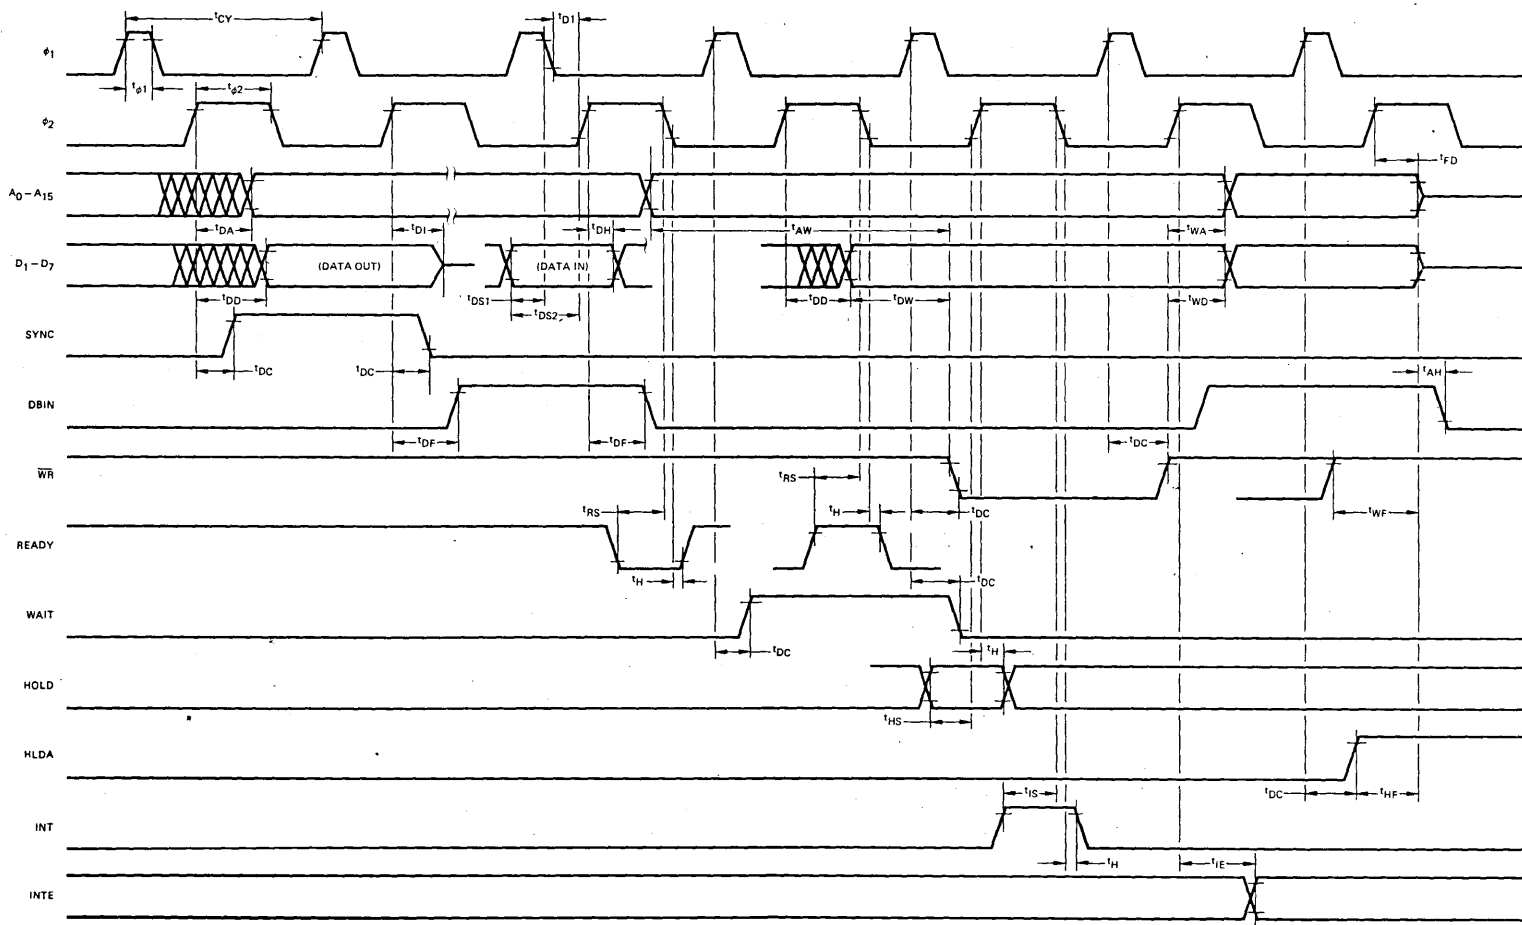 tCY
tD1
φ1
tφ1
tφ2
φ2
tFD
A0–A15
tDA
tDI
tDH
tAW
tWA
D1–D7
(DATA OUT)
(DATA IN)
tDD
tDS1
tDS2
tDD
tDW
tWD
SYNC
tDC
tDC
tAH
DBIN
tDF
tDF
tDC
WR
tRS
tRS
tH
tDC
tWF
READY
tH
tDC
WAIT
tDC
tH
HOLD
tHS
HLDA
tDC
tHF
tIS
INT
tH
tIE
INTE